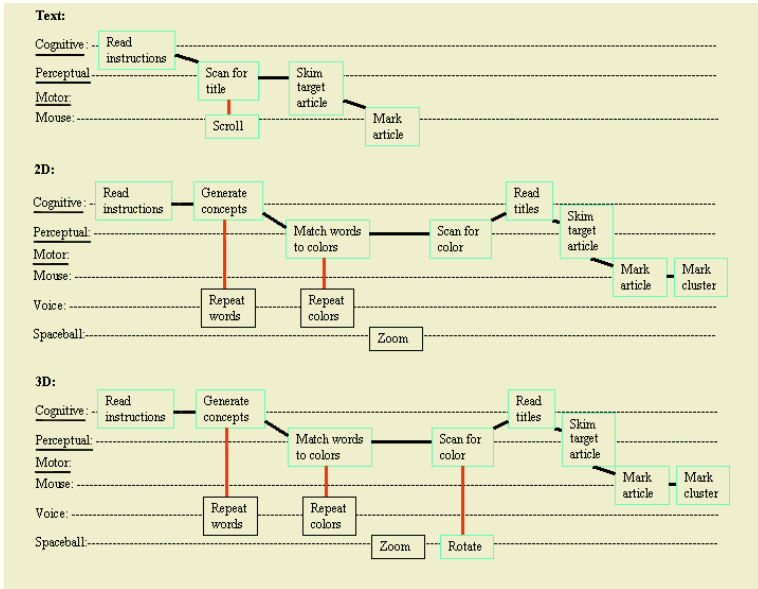 Text:
Cognitive:
Read
instructions
Perceptual
Scan for
title
Skim
target
article
Motor:
Mouse:
Scroll
Mark
article
2D:
Cognitive:
Read
instructions
Generate
concepts
Read
titles
Perceptual:
Match words
to colors
Scan for
color
Skim
target
article
Motor:
Mouse:
Mark
article
Mark
cluster
Voice:
Repeat
words
Repeat
colors
Spaceball:
Zoom
3D:
Cognitive:
Read
instructions
Generate
concepts
Read
titles
Perceptual:
Match words
to colors
Scan for
color
Skim
target
article
Motor:
Mouse:
Mark
article
Mark
cluster
Voice:
Repeat
words
Repeat
colors
Spaceball:
Zoom
Rotate